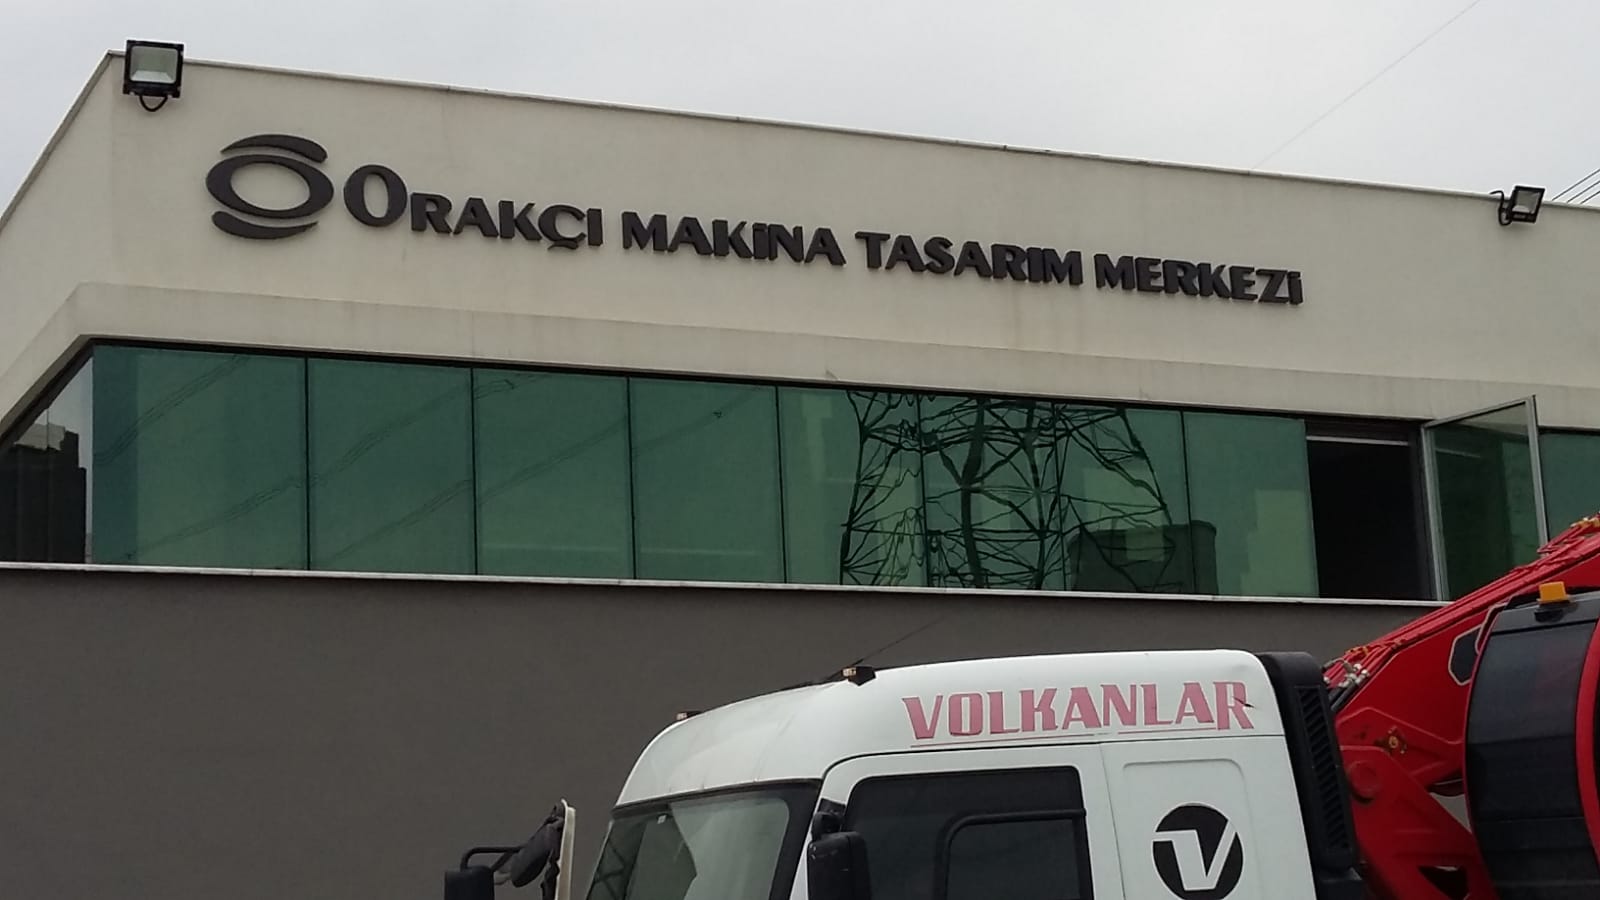 ORAKÇI MAKİNA TASARIM MERKEZİ
VOLKANLAR
V